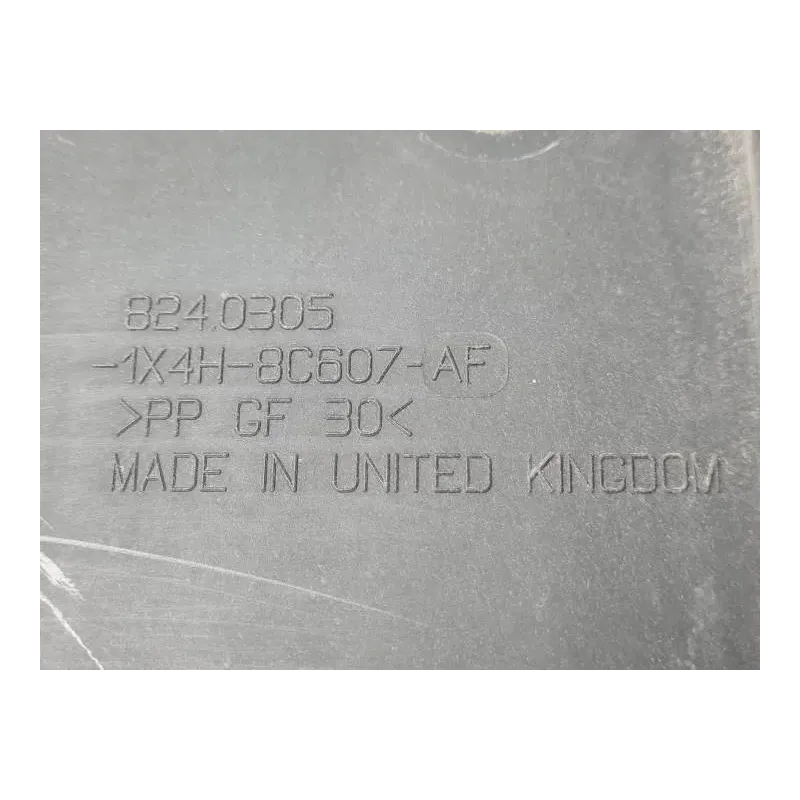 824.0305
-1X4H-8C607-AF
>PP GF 30<
MADE IN UNITED KINGDOM